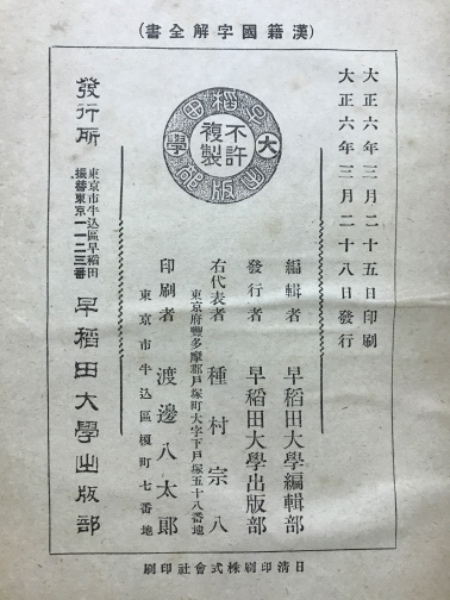 (漢籍國字解全書)
大正六年三月二十五日印刷
大正六年三月二十八日發行
早稲田大學出版部
不許複製
編輯者 早稲田大學編輯部
發行者 早稲田大學出版部
右代表者 種村宗八
東京府豐多摩郡戸塚町大字下戸塚五十八番地
印刷者 渡邊八太郎
東京市牛込區榎町七番地
發行所
東京市牛込區早稲田
振替東京一一二三番
早稲田大學出版部
日清印刷株式會社印刷